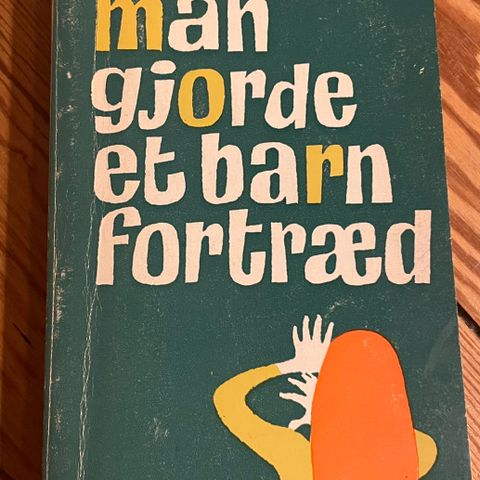 man
gjorde
et barn
fortræd